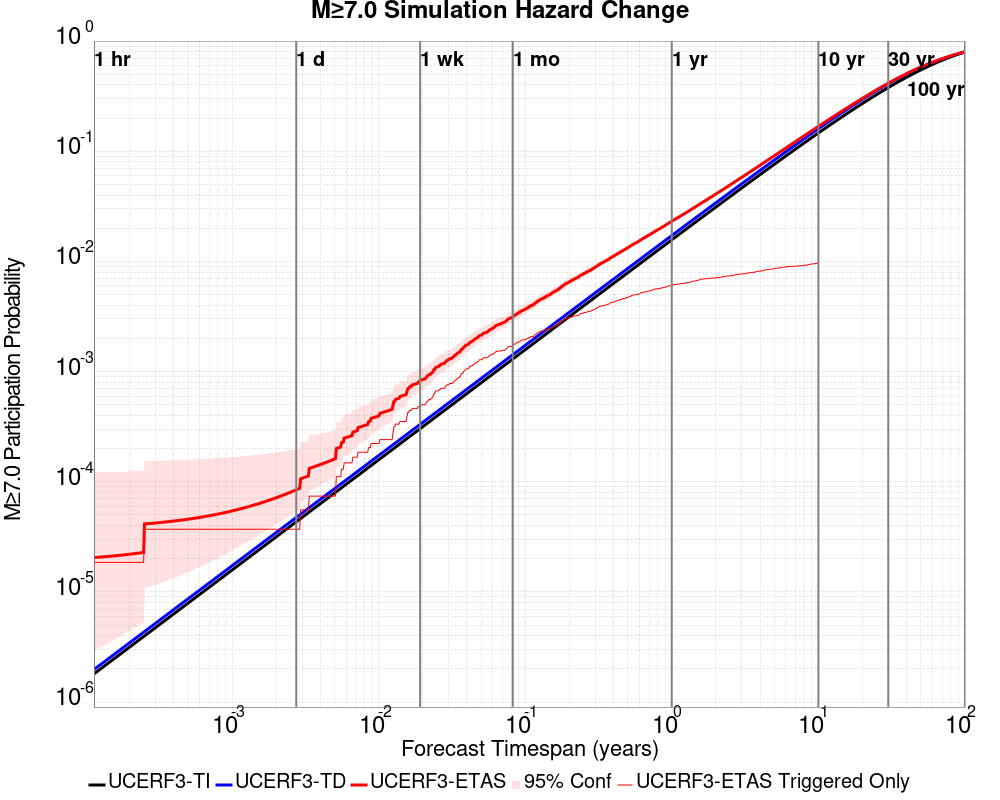 M≥7.0 Simulation Hazard Change
10^0
10^-1
10^-2
10^-3
10^-4
10^-5
10^-6
M≥7.0 Participation Probability
1 hr
1 d
1 wk
1 mo
1 yr
10 yr
30 yr
100 yr
10^-3
10^-2
10^-1
10^0
10^1
10^2
Forecast Timespan (years)
UCERF3-TI UCERF3-TD UCERF3-ETAS 95% Conf UCERF3-ETAS Triggered Only